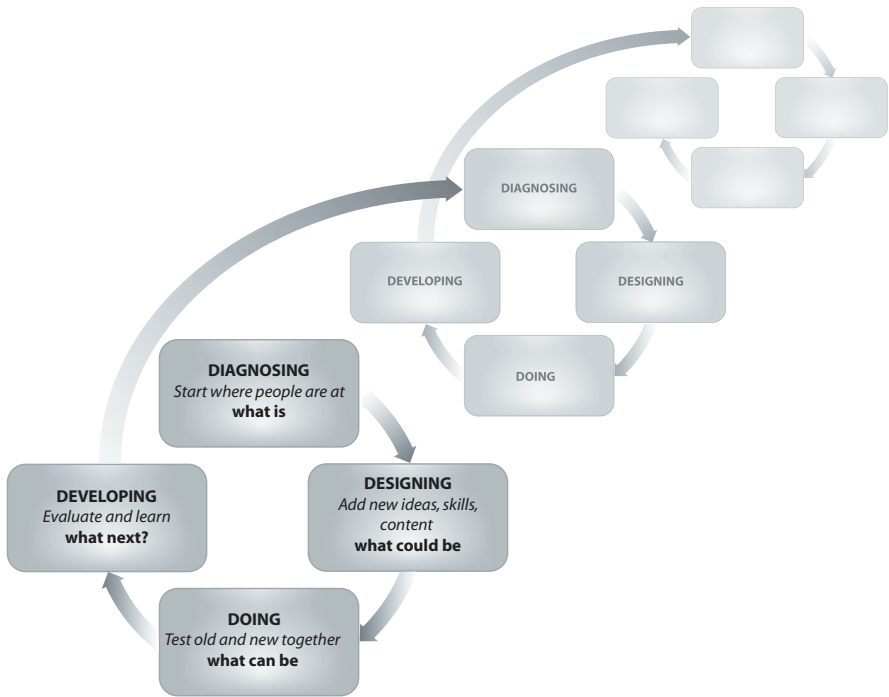 DIAGNOSING
DEVELOPING
DESIGNING
DOING
DIAGNOSING
Start where people are at
what is
DEVELOPING
Evaluate and learn
what next?
DESIGNING
Add new ideas, skills,
content
what could be
DOING
Test old and new together
what can be